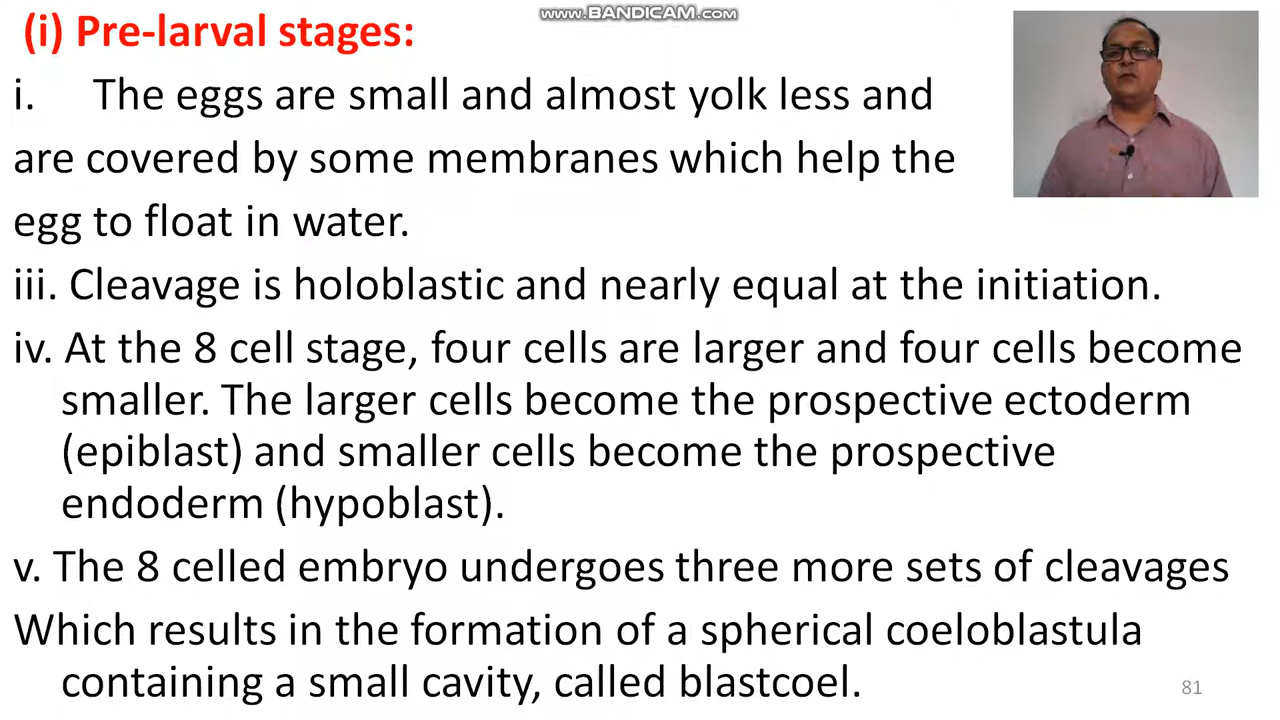 www.BANDICAM.com
(i) Pre-larval stages:
i. The eggs are small and almost yolk less and
are covered by some membranes which help the
egg to float in water.
iii. Cleavage is holoblastic and nearly equal at the initiation.
iv. At the 8 cell stage, four cells are larger and four cells become
smaller. The larger cells become the prospective ectoderm
(epiblast) and smaller cells become the prospective
endoderm (hypoblast).
v. The 8 celled embryo undergoes three more sets of cleavages
Which results in the formation of a spherical coeloblastula
containing a small cavity, called blastcoel.
81